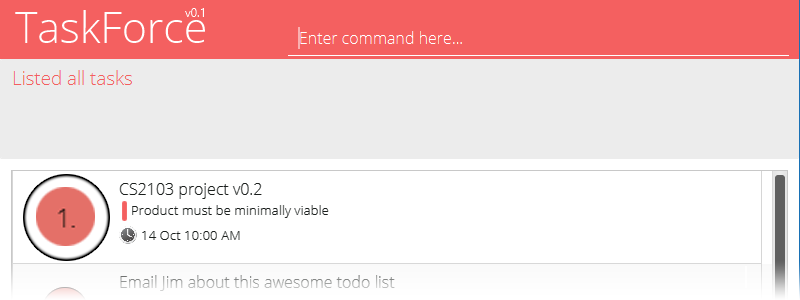 TaskForce v0.1
Enter command here...
Listed all tasks
1.
CS2103 project v0.2
Product must be minimally viable
14 Oct 10:00 AM
Email Jim about this awesome todo list